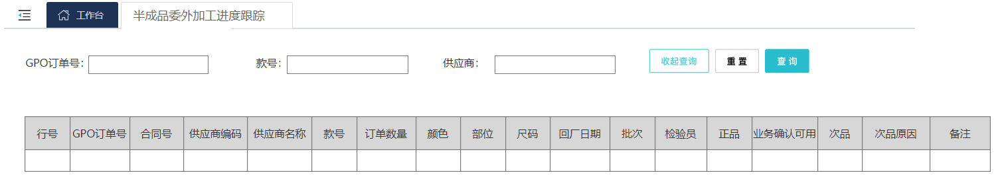 工作台 半成品委外加工进度跟踪
GPO订单号： 款号： 供应商： 收起查询 重置 查询
行号 GPO订单号 合同号 供应商编码 供应商名称 款号 订单数量 颜色 部位 尺码 回厂日期 批次 检验员 正品 业务确认可用 次品 次品原因 备注